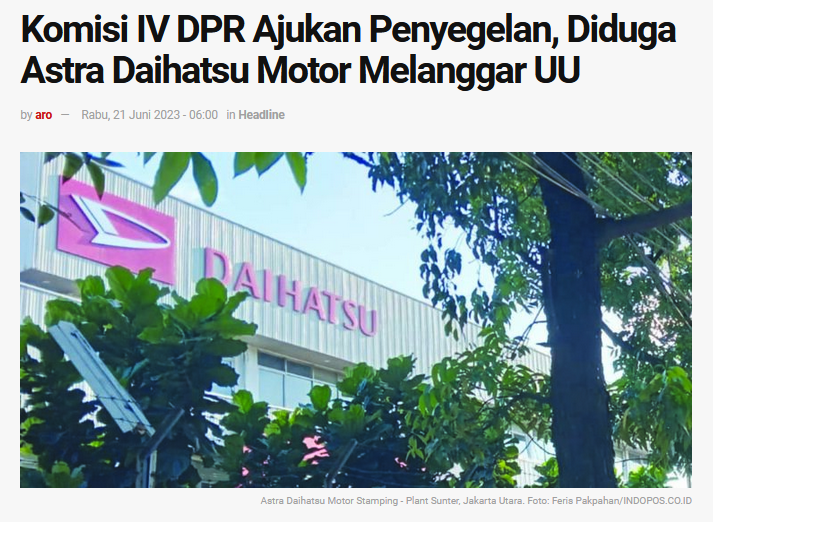 Komisi IV DPR Ajukan Penyegelan, Diduga
Astra Daihatsu Motor Melanggar UU
by aro — Rabu, 21 Juni 2023 - 06:00 in Headline
DAIHATSU
Astra Daihatsu Motor Stamping - Plant Sunter, Jakarta Utara. Foto: Feris Pakpahan/INDOPOS.CO.ID